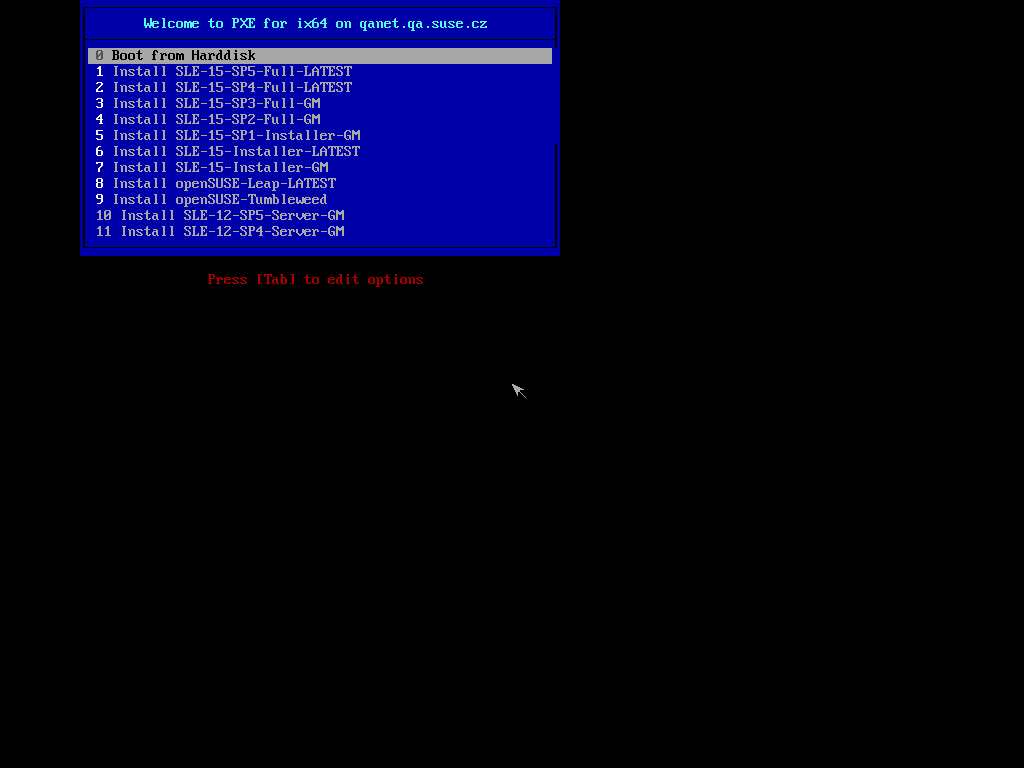 Welcome to PXE for ix64 on qanet.qa.suse.cz
0 Boot from Harddisk
1 Install SLE-15-SP5-Full-LATEST
2 Install SLE-15-SP4-Full-LATEST
3 Install SLE-15-SP3-Full-GM
4 Install SLE-15-SP2-Full-GM
5 Install SLE-15-SP1-Installer-GM
6 Install SLE-15-Installer-LATEST
7 Install SLE-15-Installer-GM
8 Install openSUSE-Leap-LATEST
9 Install openSUSE-Tumbleweed
10 Install SLE-12-SP5-Server-GM
11 Install SLE-12-SP4-Server-GM
Press [Tab] to edit options